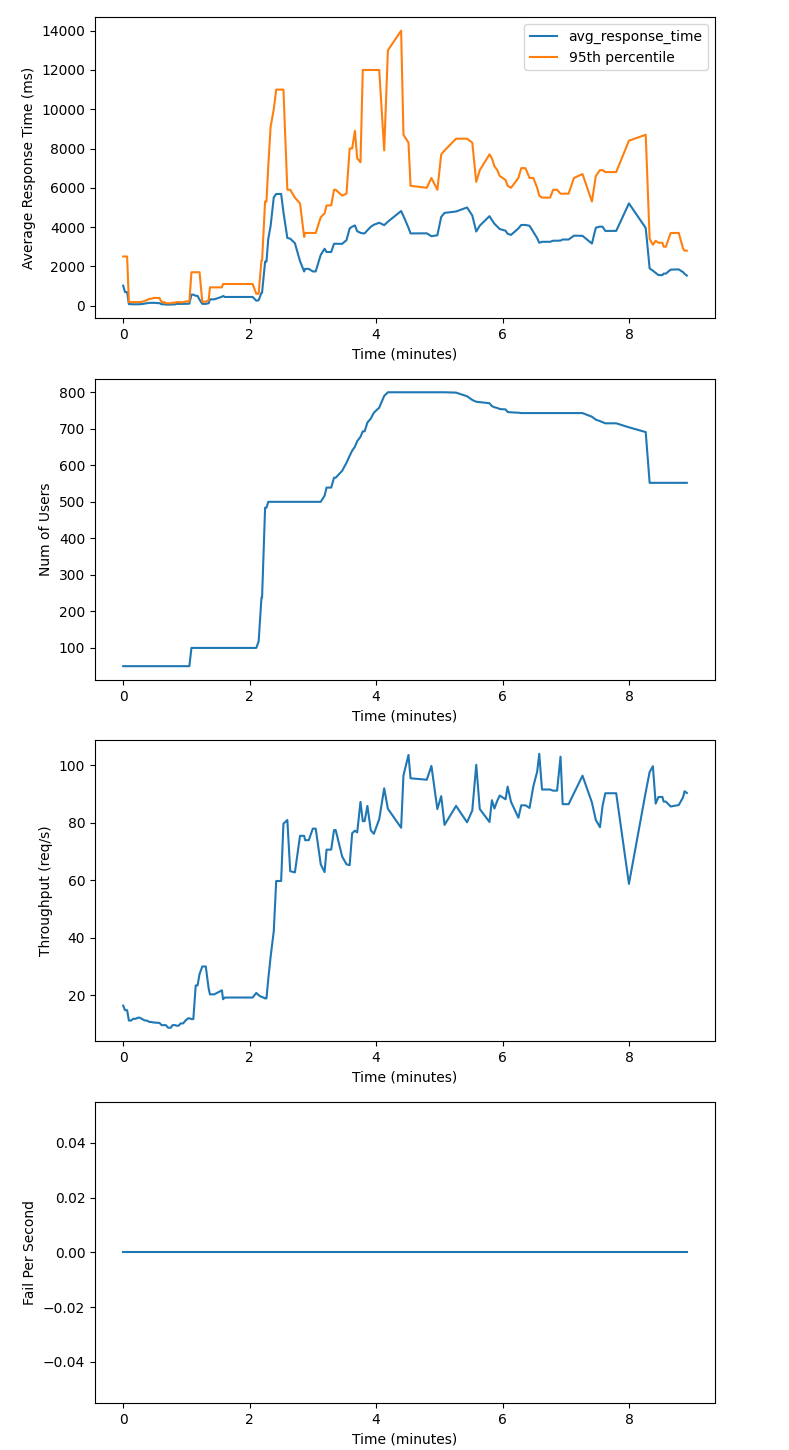 avg_response_time
95th percentile
Average Response Time (ms)
14000
12000
10000
8000
6000
4000
2000
0
0 2 4 6 8
Time (minutes)
Num of Users
800
700
600
500
400
300
200
100
0 2 4 6 8
Time (minutes)
Throughput (req/s)
100
80
60
40
20
0 2 4 6 8
Time (minutes)
Fail Per Second
0.04
0.02
0.00
−0.02
−0.04
0 2 4 6 8
Time (minutes)